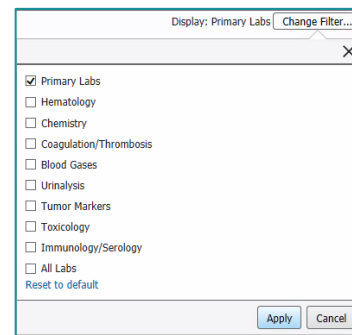 Display: Primary Labs Change Filter...
Primary Labs
Hematology
Chemistry
Coagulation/Thrombosis
Blood Gases
Urinalysis
Tumor Markers
Toxicology
Immunology/Serology
All Labs
Reset to default
Apply Cancel